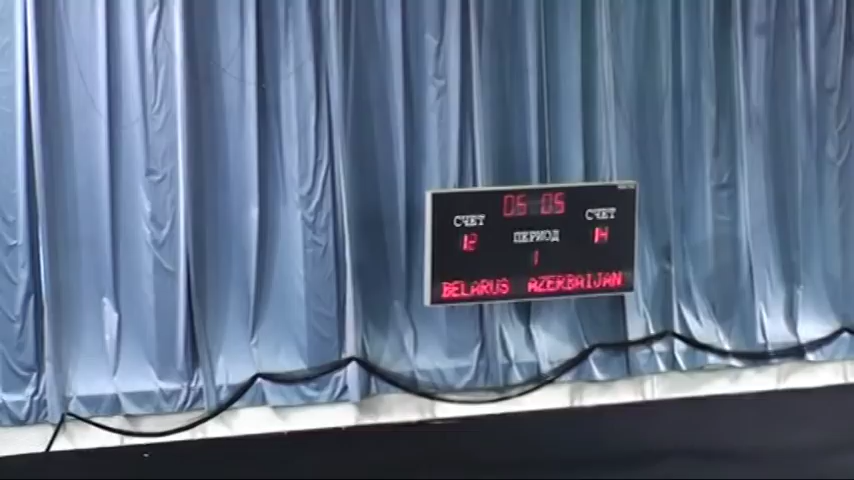 05 05
СЧЕТ СЧЕТ
12 ПЕРИОД 14
1
BELARUS AZERBAIJAN